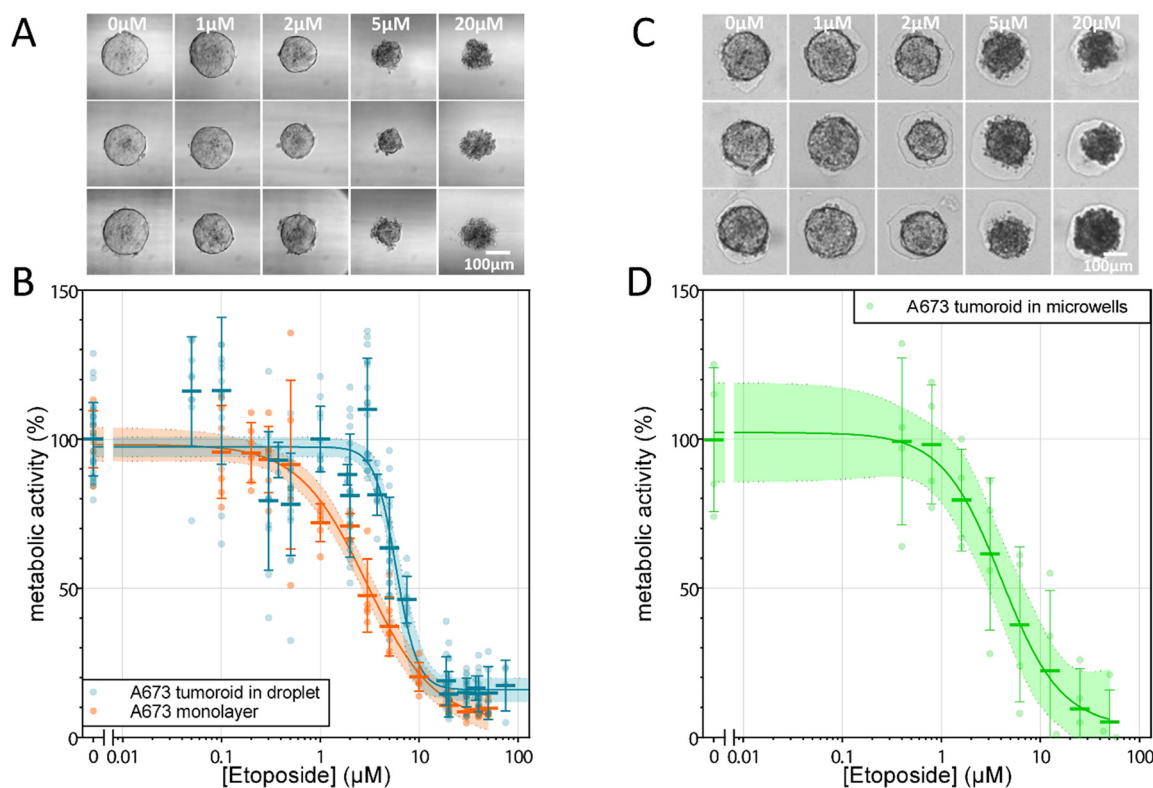 A
0µM 1µM 2µM 5µM 20µM
100µm
C
0µM 1µM 2µM 5µM 20µM
100µm
B
150
100
50
0
metabolic activity (%)
A673 tumoroid in droplet
A673 monolayer
0 0.01 0.1 1 10 100
[Etoposide] (µM)
D
A673 tumoroid in microwells
150
100
50
0
metabolic activity (%)
0 0.01 0.1 1 10 100
[Etoposide] (µM)